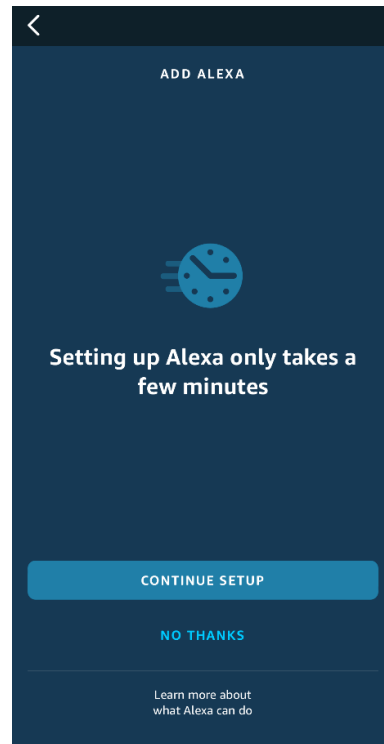 ADD ALEXA
Setting up Alexa only takes a
few minutes
CONTINUE SETUP
NO THANKS
Learn more about
what Alexa can do